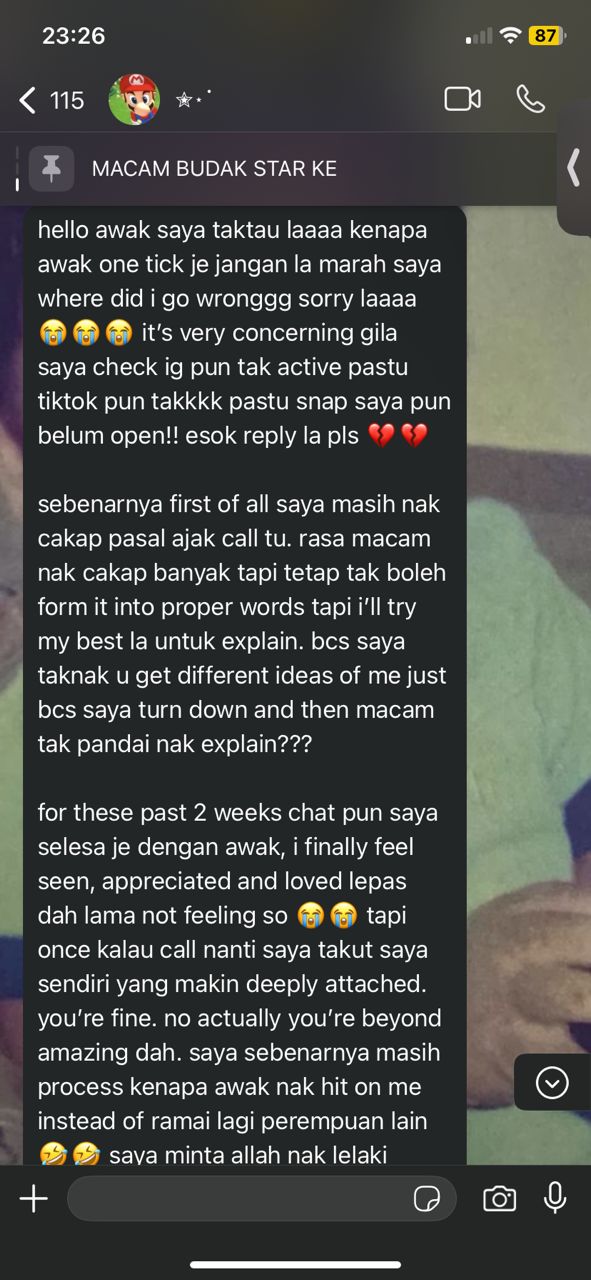 23:26
87
115
MACAM BUDAK STAR KE
hello awak saya taktau laaaa kenapa
awak one tick je jangan la marah saya
where did i go wronggg sorry laaaa
😭😭😭 it’s very concerning gila
saya check ig pun tak active pastu
tiktok pun takkkk pastu snap saya pun
belum open!! esok reply la pls 💔💔
sebenarnya first of all saya masih nak
cakap pasal ajak call tu. rasa macam
nak cakap banyak tapi tetap tak boleh
form it into proper words tapi i’ll try
my best la untuk explain. bcs saya
taknak u get different ideas of me just
bcs saya turn down and then macam
tak pandai nak explain???
for these past 2 weeks chat pun saya
selesa je dengan awak, i finally feel
seen, appreciated and loved lepas
dah lama not feeling so 😭😭 tapi
once kalau call nanti saya takut saya
sendiri yang makin deeply attached.
you’re fine. no actually you’re beyond
amazing dah. saya sebenarnya masih
process kenapa awak nak hit on me
instead of ramai lagi perempuan lain
🤣🤣 saya minta allah nak lelaki